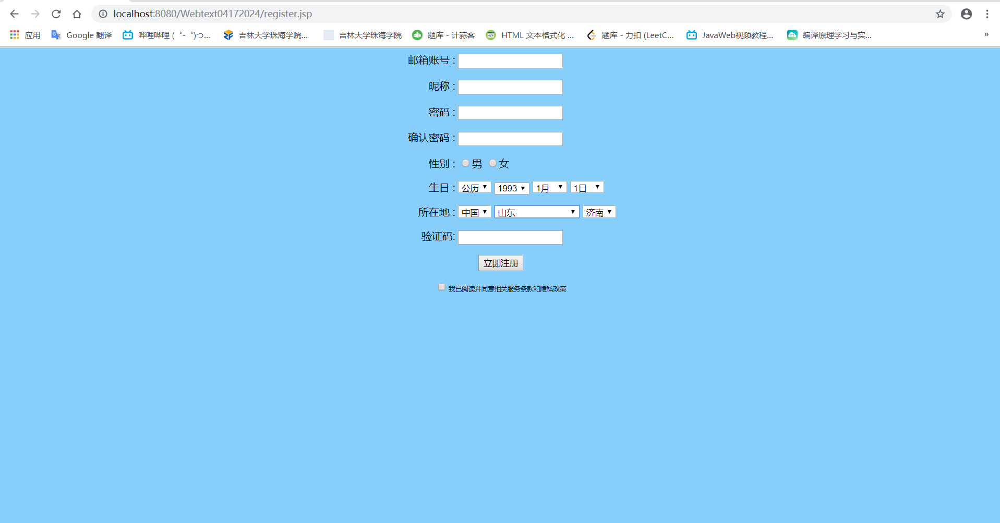 localhost:8080/Webtext04172024/register.jsp
应用 Google 翻译 哔哩哔哩 ( ゜- ゜)つ... 吉林大学珠海学院... 吉林大学珠海学院 题库 - 计蒜客 HTML 文本格式化 ... 题库 - 力扣 (LeetC... JavaWeb视频教程... 编译原理学习与实... »
邮箱账号 :
昵称 :
密码 :
确认密码 :
性别 : 男 女
生日 : 公历 1993 1月 1日
所在地 : 中国 山东 济南
验证码:
立即注册
我已阅读并同意相关服务条款和隐私政策